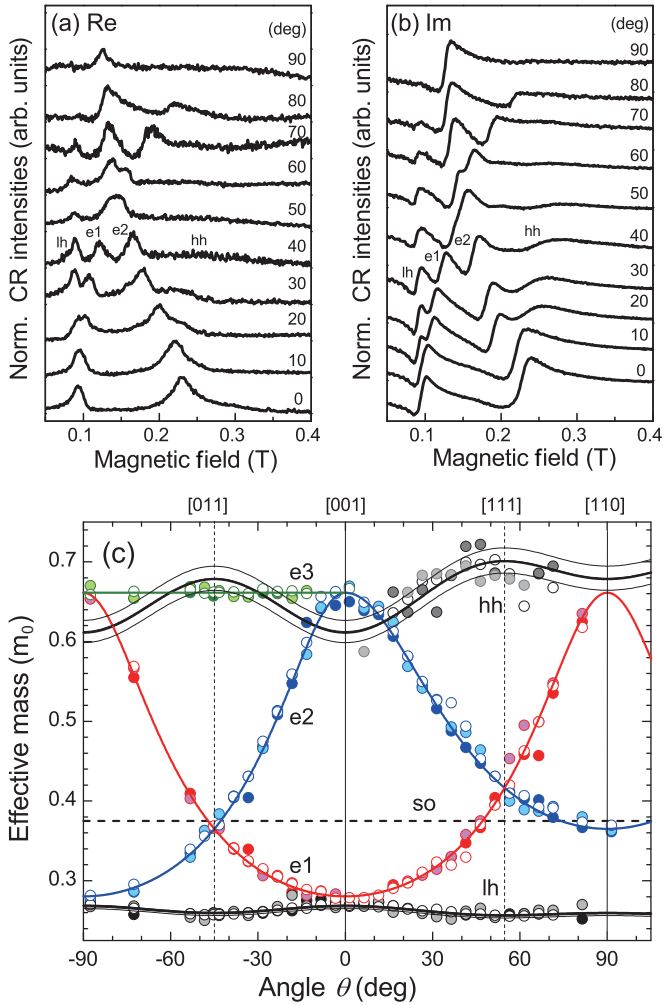 (a) Re
(deg)
90
80
70
60
50
40
30
20
10
0
lh
e1
e2
hh
Norm. CR intensities (arb. units)
0.1
0.2
0.3
0.4
Magnetic field (T)
(b) Im
(deg)
90
80
70
60
50
40
30
20
10
0
lh
e1
e2
hh
Norm. CR intensities (arb. units)
0.1
0.2
0.3
0.4
Magnetic field (T)
[011]
[001]
[111]
[110]
(c)
0.7
0.6
0.5
0.4
0.3
Effective mass (m0)
e3
hh
e2
so
e1
lh
-90
-60
-30
0
30
60
90
Angle θ (deg)